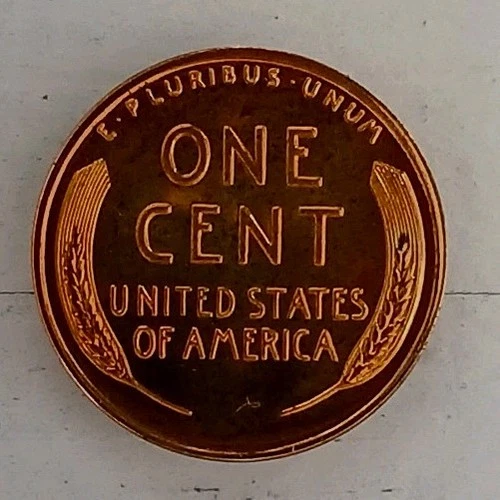 E·PLURIBUS·UNUM
ONE
CENT
UNITED STATES
OF AMERICA